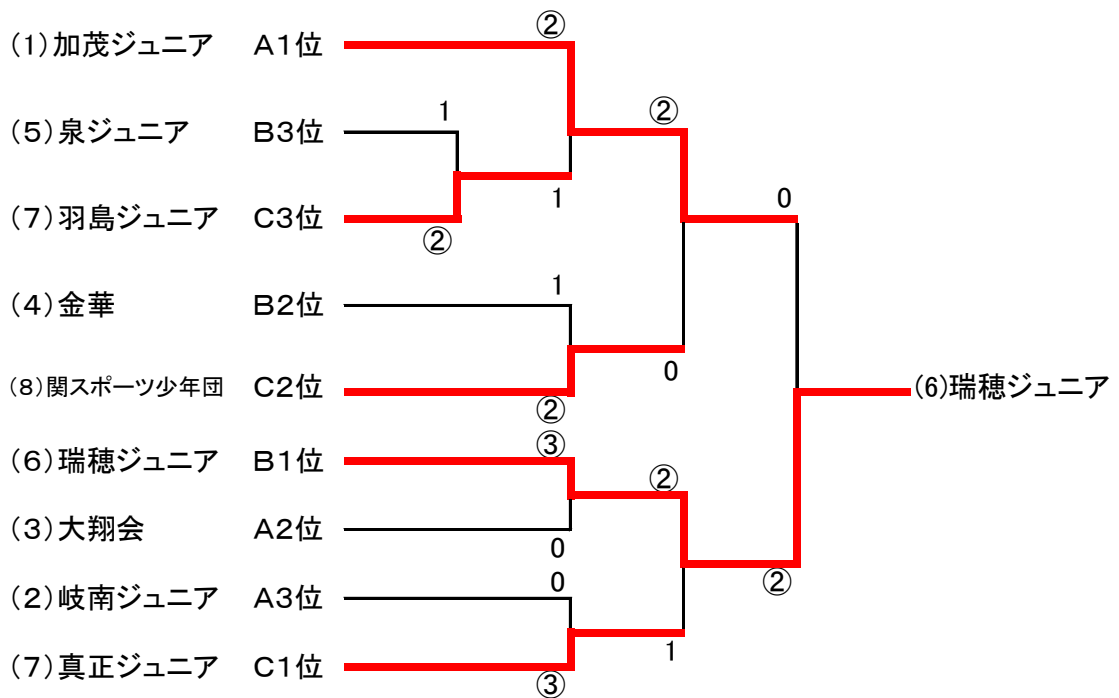 ②
(1)加茂ジュニア A1位
1 ②
(5)泉ジュニア B3位
1 0
(7)羽島ジュニア C3位
②
1
(4)金華 B2位
0
(8)関スポーツ少年団 C2位 (6)瑞穂ジュニア
②
③
(6)瑞穂ジュニア B1位
②
(3)大翔会 A2位
0
0 ②
(2)岐南ジュニア A3位
1
(7)真正ジュニア C1位
③